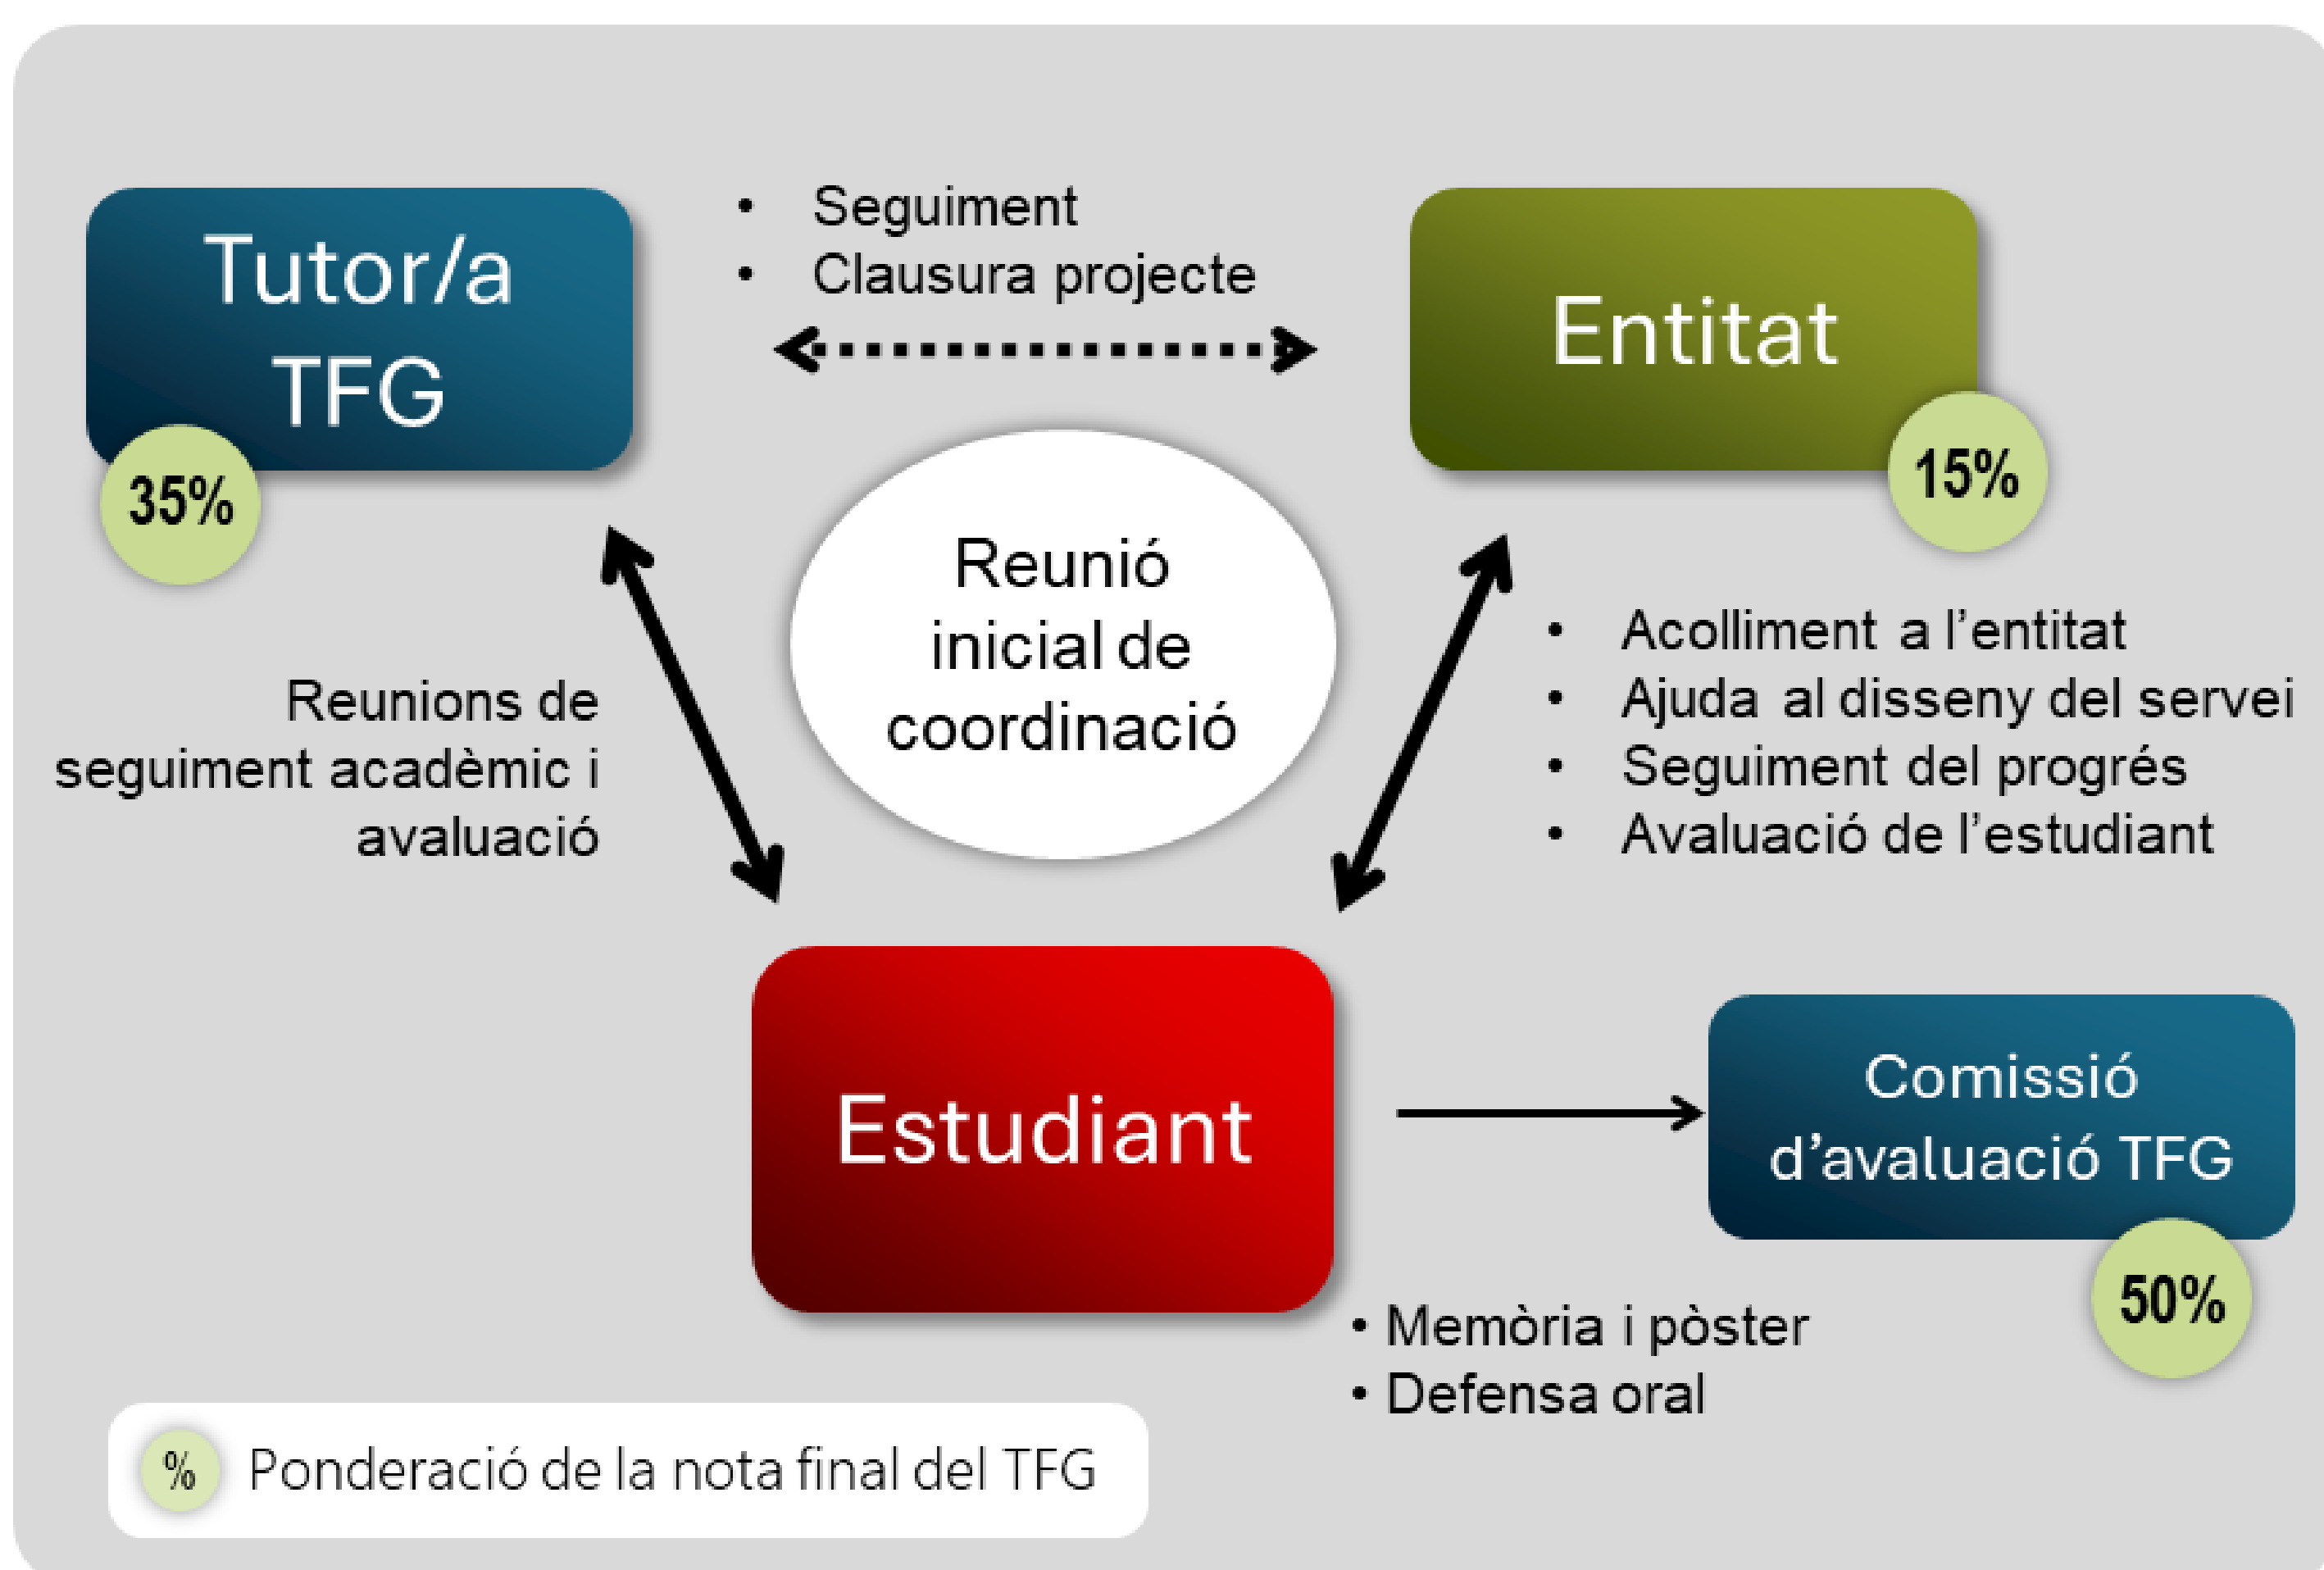 Tutor/a
TFG
35%
• Seguiment
• Clausura projecte
Entitat
15%
Reunió
inicial de
coordinació
Reunions de
seguiment acadèmic i
avaluació
• Acolliment a l’entitat
• Ajuda al disseny del servei
• Seguiment del progrés
• Avaluació de l’estudiant
Estudiant
Comissió
d’avaluació TFG
50%
• Memòria i pòster
• Defensa oral
% Ponderació de la nota final del TFG